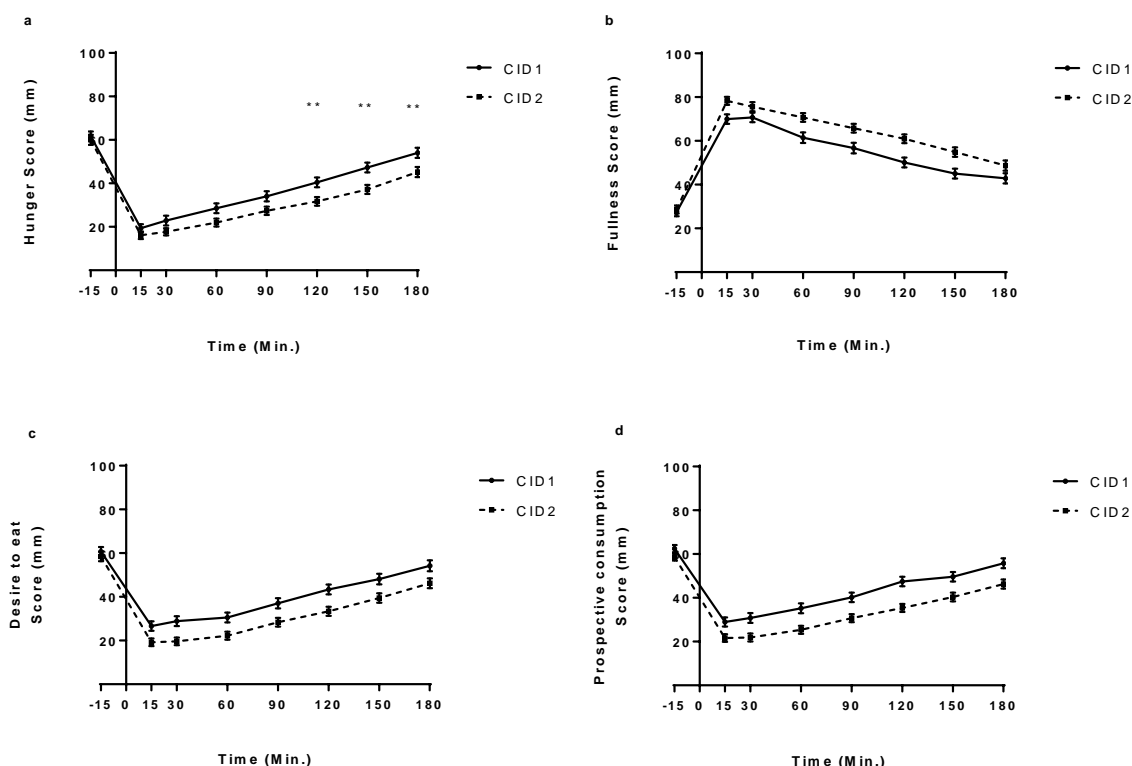 a
100
80
60
40
20
Hunger Score (mm)
**
**
**
CID1
CID2
-15 0 15 30 60 90 120 150 180
Time (Min.)
b
100
80
60
40
20
Fullness Score (mm)
CID1
CID2
-15 0 15 30 60 90 120 150 180
Time (Min.)
c
100
80
60
40
20
Desire to eat
Score (mm)
CID1
CID2
-15 0 15 30 60 90 120 150 180
Time (Min.)
d
100
80
60
40
20
Prospective consumption
Score (mm)
CID1
CID2
-15 0 15 30 60 90 120 150 180
Time (Min.)